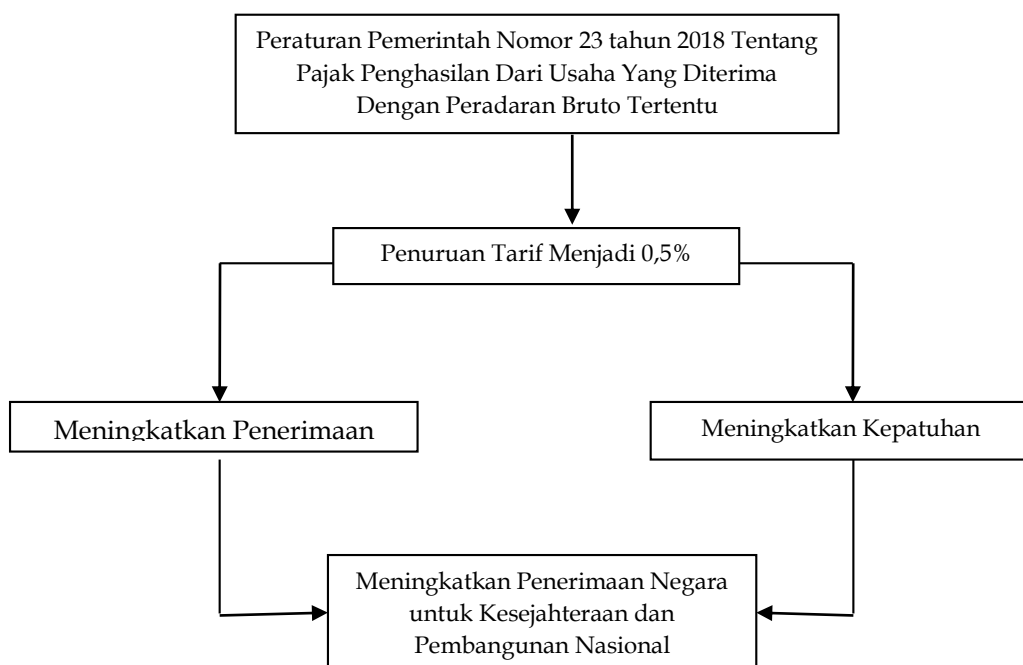 Peraturan Pemerintah Nomor 23 tahun 2018 Tentang
Pajak Penghasilan Dari Usaha Yang Diterima
Dengan Peradaran Bruto Tertentu
Penuruan Tarif Menjadi 0,5%
Meningkatkan Penerimaan
Meningkatkan Kepatuhan
Meningkatkan Penerimaan Negara
untuk Kesejahteraan dan
Pembangunan Nasional